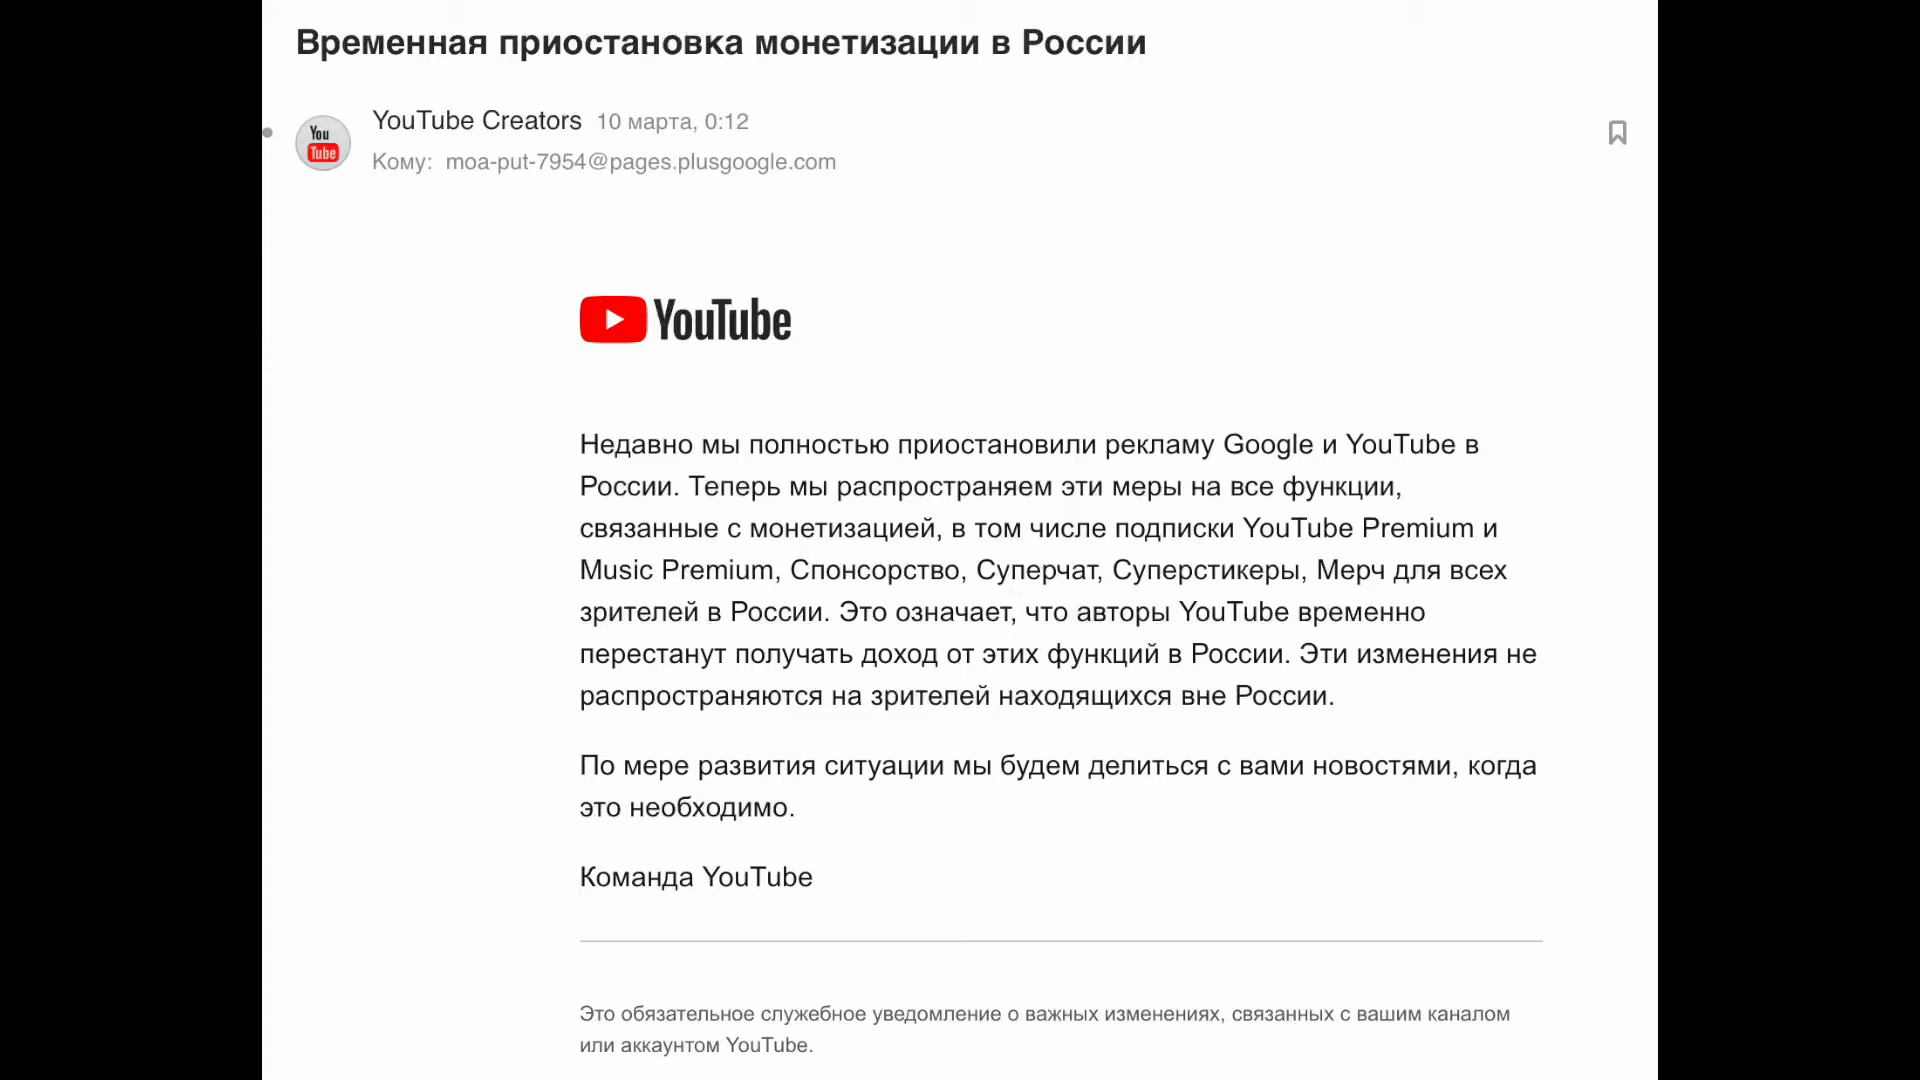 Временная приостановка монетизации в России
YouTube Creators 10 марта, 0:12
You
Tube
Кому: moa-put-7954@pages.plusgoogle.com
YouTube
Недавно мы полностью приостановили рекламу Google и YouTube в
России. Теперь мы распространяем эти меры на все функции,
связанные с монетизацией, в том числе подписки YouTube Premium и
Music Premium, Спонсорство, Суперчат, Суперстикеры, Мерч для всех
зрителей в России. Это означает, что авторы YouTube временно
перестанут получать доход от этих функций в России. Эти изменения не
распространяются на зрителей находящихся вне России.
По мере развития ситуации мы будем делиться с вами новостями, когда
это необходимо.
Команда YouTube
Это обязательное служебное уведомление о важных изменениях, связанных с вашим каналом
или аккаунтом YouTube.